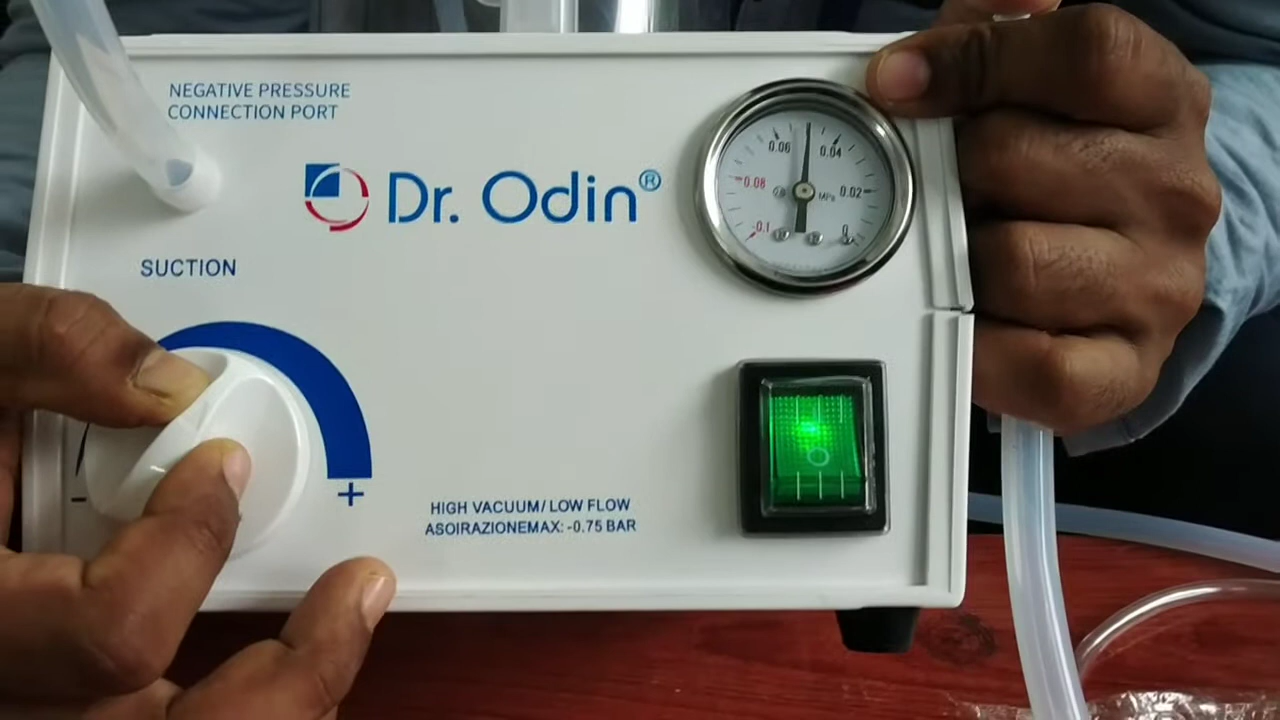 NEGATIVE PRESSURE
CONNECTION PORT
Dr. Odin®
SUCTION
0.06
0.04
0.08
0.02
MPa
0.1
0
−
+
HIGH VACUUM/LOW FLOW
ASOIRAZIONEMAX: -0.75 BAR